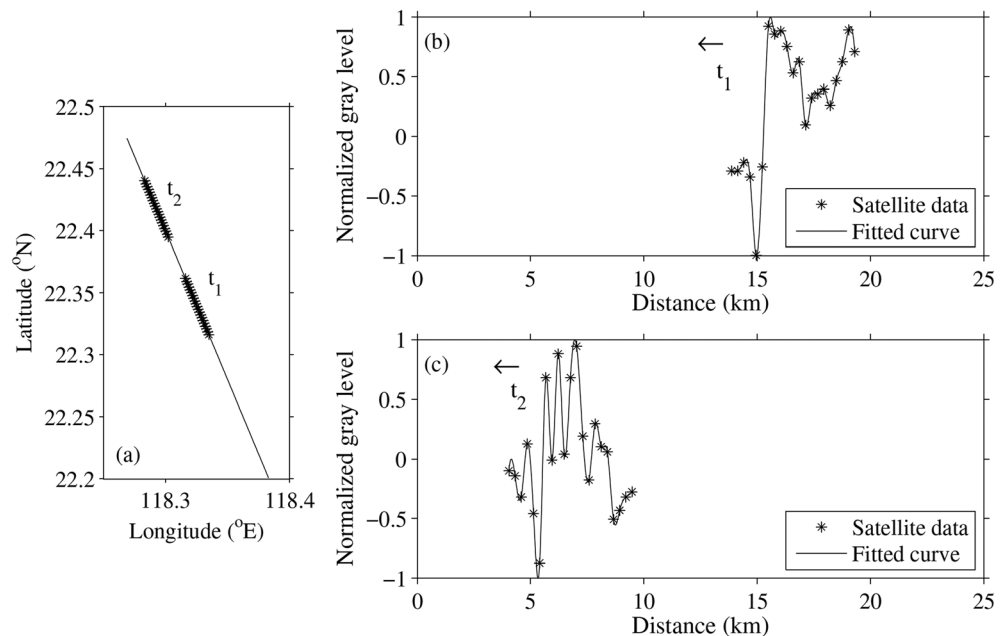 22.5
22.45
22.4
22.35
22.3
22.25
22.2
Latitude (°N)
118.3
118.4
Longitude (°E)
t2
t1
(a)
1
0.5
0
−0.5
−1
Normalized gray level
(b)
←
t1
Satellite data
Fitted curve
0
5
10
15
20
25
Distance (km)
1
0.5
0
−0.5
−1
Normalized gray level
(c)
←
t2
Satellite data
Fitted curve
0
5
10
15
20
25
Distance (km)